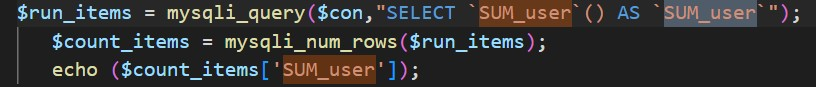 $run_items = mysqli_query($con,"SELECT `SUM_user`() AS `SUM_user`");
$count_items = mysqli_num_rows($run_items);
echo ($count_items['SUM_user']);